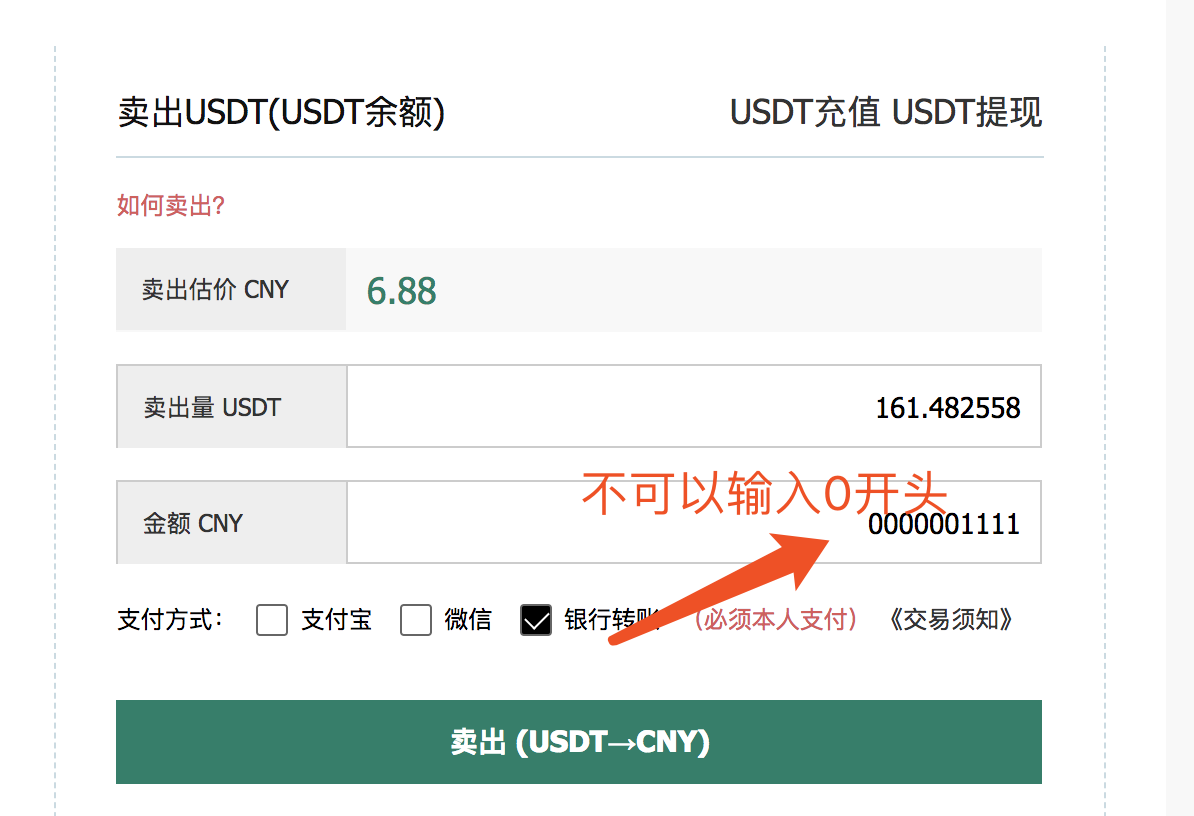 卖出USDT(USDT余额) USDT充值 USDT提现
如何卖出?
卖出估价 CNY 6.88
卖出量 USDT 161.482558
不可以输入0开头
金额 CNY 0000001111
支付方式： 支付宝 微信 银行转账 (必须本人支付) 《交易须知》
卖出 (USDT→CNY)